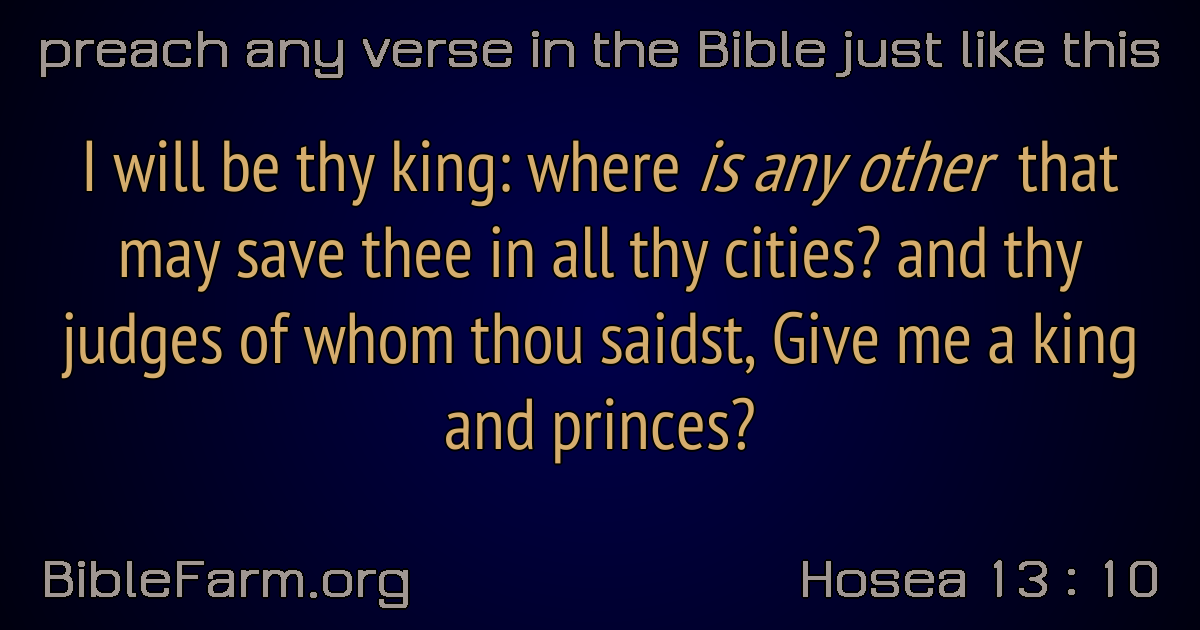 preach any verse in the Bible just like this
I will be thy king: where is any other that
may save thee in all thy cities? and thy
judges of whom thou saidst, Give me a king
and princes?
BibleFarm.org
Hosea 13 : 10